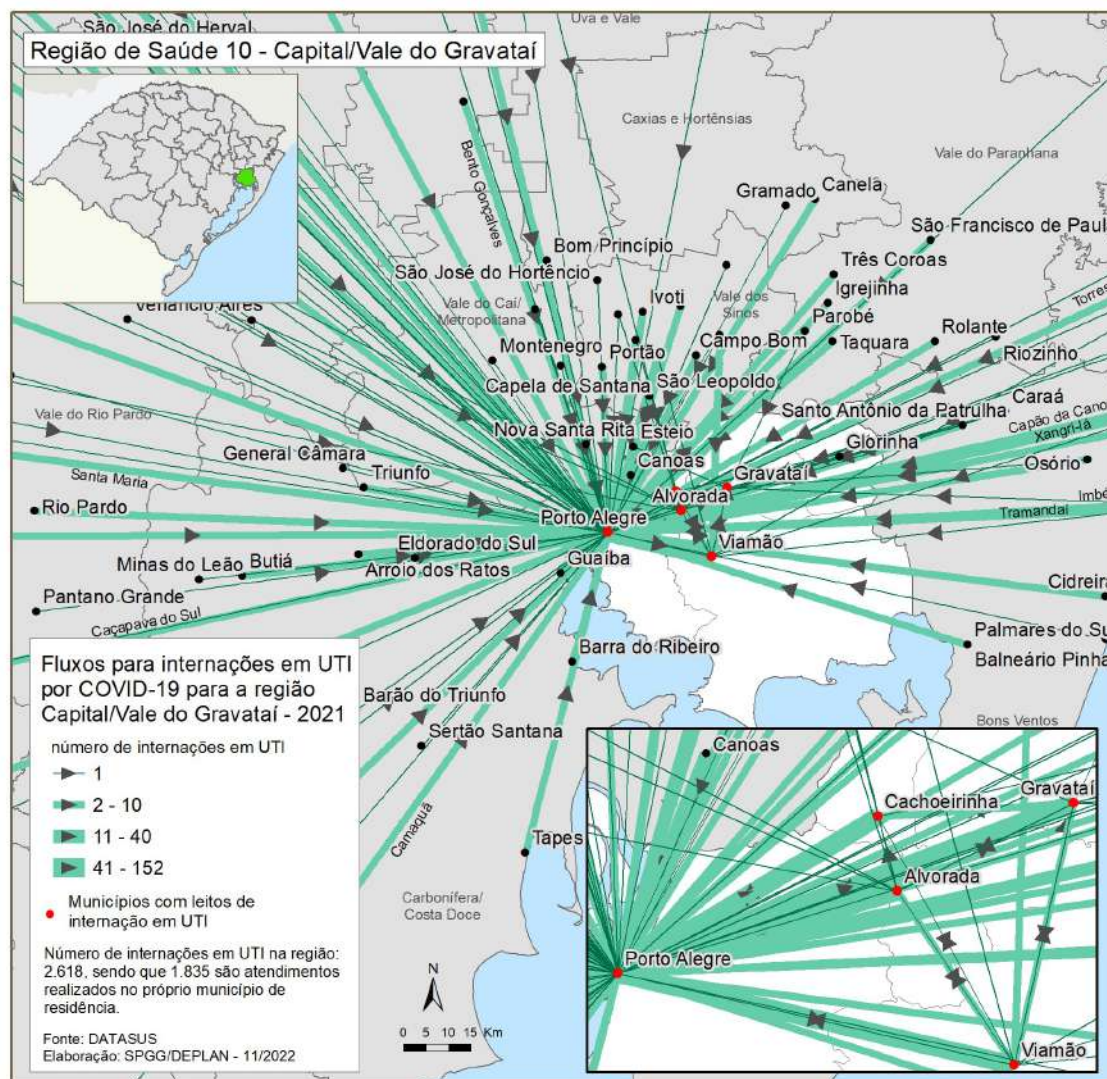 São José do Herval
Uva e Vale
Região de Saúde 10 - Capital/Vale do Gravataí
Caxias e Hortênsias
Vale do Paranhana
Bento Gonçalves
Gramado
Canela
São Francisco de Paul
Bom Princípio
São José do Hortêncio
Três Coroas
Igrejinha
Torres
Venâncio Aires
Vale do Caí/
Metropolitana
Ivoti
Vale dos
Sinos
Parobé
Rolante
Montenegro
Portão
Campo Bom
Taquara
Riozinho
Capela de Santana
São Leopoldo
Caraá
Vale do Rio Pardo
Santo Antônio da Patrulha
Capão da Cano
Xangri-lá
Nova Santa Rita
Esteio
Glorinha
General Câmara
Canoas
Gravataí
Osório
Santa Maria
Triunfo
Alvorada
Imbé
Rio Pardo
Porto Alegre
Tramandaí
Eldorado do Sul
Viamão
Minas do Leão
Butiá
Arroio dos Ratos
Guaíba
Cidreira
Pantano Grande
Caçapava do Sul
Palmares do Su
Barra do Ribeiro
Balneário Pinha
Fluxos para internações em UTI
por COVID-19 para a região
Capital/Vale do Gravataí - 2021
número de internações em UTI
1
2 - 10
11 - 40
41 - 152
Municípios com leitos de
internação em UTI
Número de internações em UTI na região:
2.618, sendo que 1.835 são atendimentos
realizados no próprio município de
residência.
Fonte: DATASUS
Elaboração: SPGG/DEPLAN - 11/2022
Barão do Triunfo
Sertão Santana
Camaquã
Tapes
Carbonífera/
Costa Doce
N
0 5 10 15 Km
Bons Ventos
Canoas
Cachoeirinha
Gravataí
Alvorada
Porto Alegre
Viamão